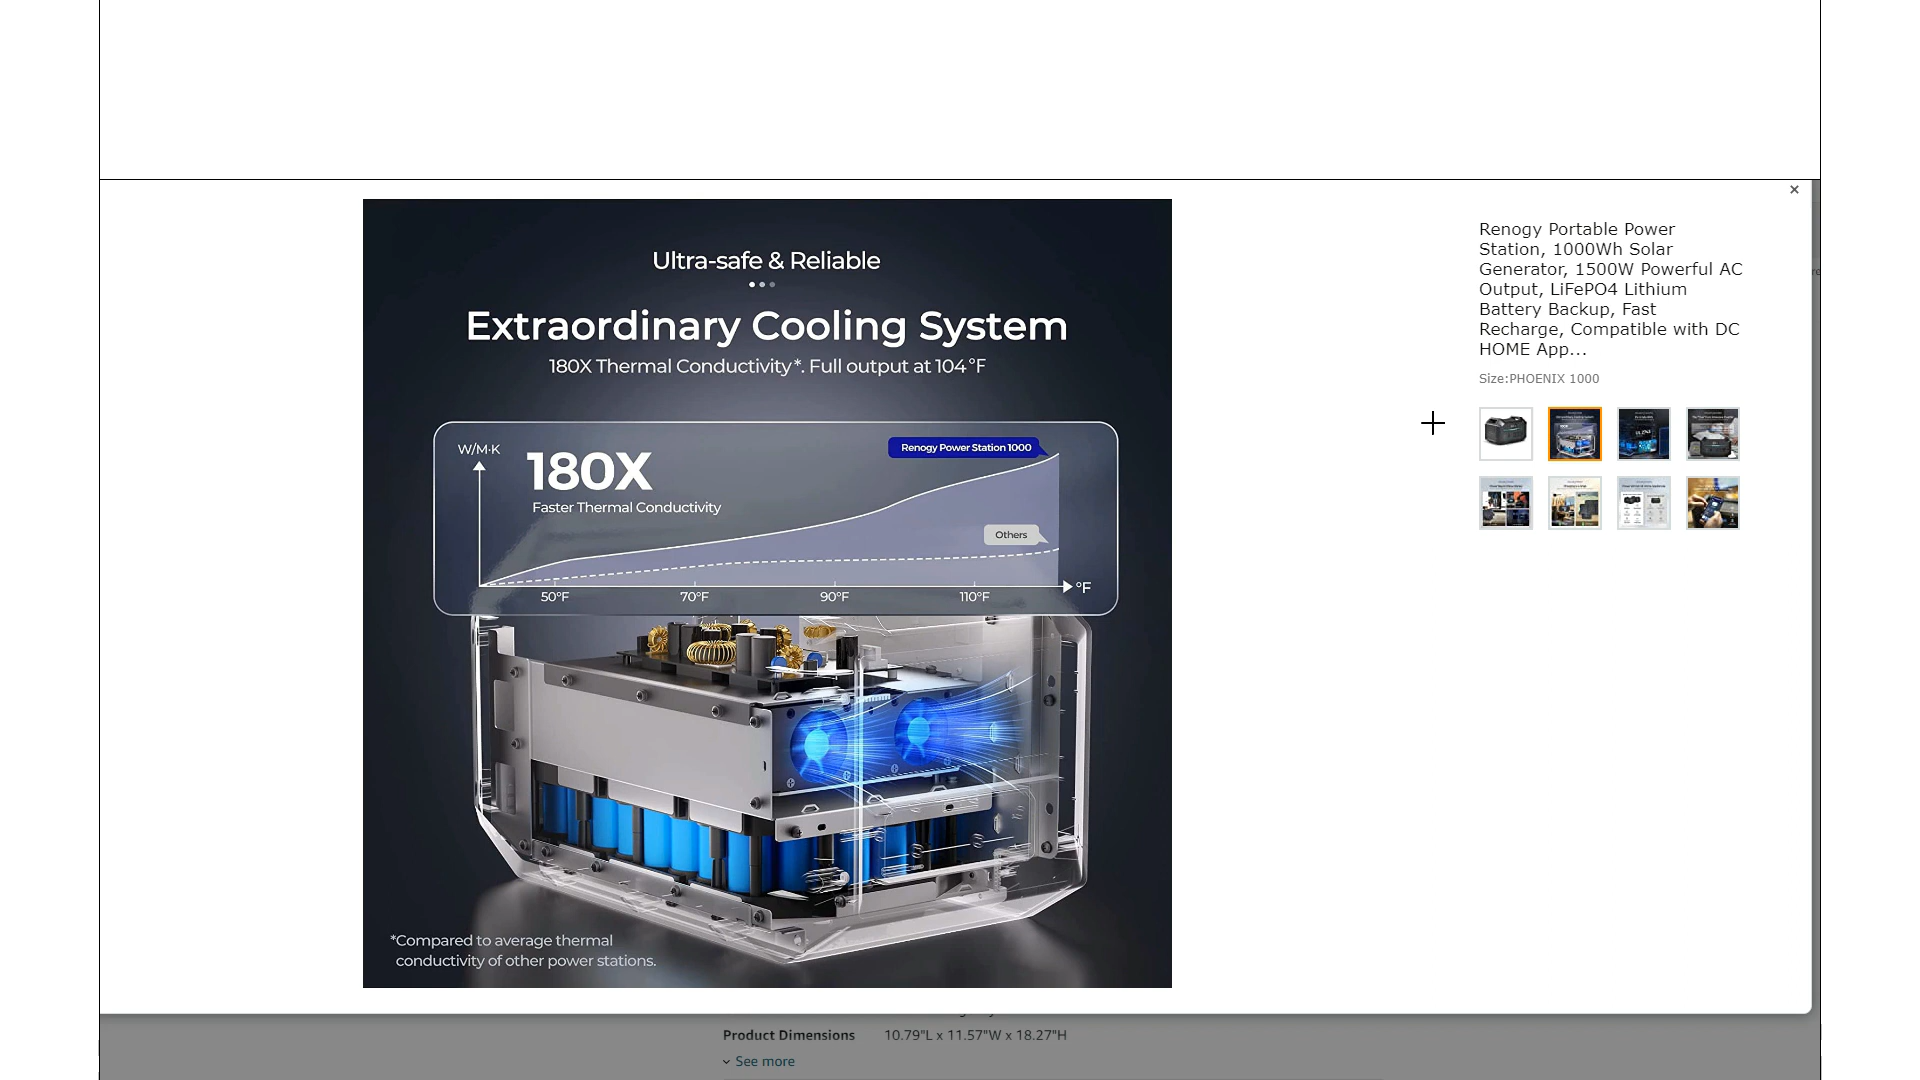 ×
Ultra-safe & Reliable
Extraordinary Cooling System
180X Thermal Conductivity*. Full output at 104°F
W/M·K
180X
Faster Thermal Conductivity
Renogy Power Station 1000
Others
50°F
70°F
90°F
110°F
°F
*Compared to average thermal
conductivity of other power stations.
Renogy Portable Power
Station, 1000Wh Solar
Generator, 1500W Powerful AC
Output, LiFePO4 Lithium
Battery Backup, Fast
Recharge, Compatible with DC
HOME App...
Size:PHOENIX 1000
Product Dimensions 10.79"L x 11.57"W x 18.27"H
See more